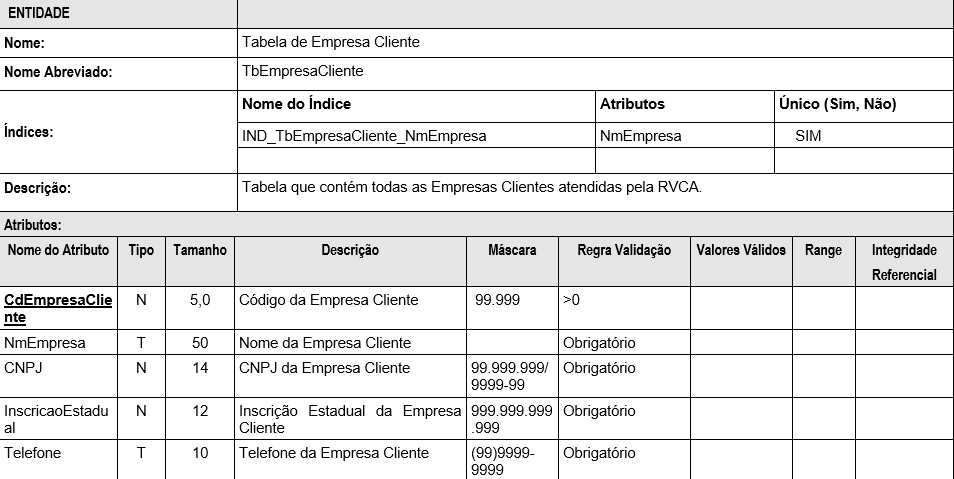 ENTIDADE
Nome: Tabela de Empresa Cliente
Nome Abreviado: TbEmpresaCliente
Índices:
Nome do Índice Atributos Único (Sim, Não)
IND_TbEmpresaCliente_NmEmpresa NmEmpresa SIM
Descrição: Tabela que contém todas as Empresas Clientes atendidas pela RVCA.
Atributos:
Nome do Atributo Tipo Tamanho Descrição Máscara Regra Validação Valores Válidos Range Integridade
Referencial
CdEmpresaClie N 5,0 Código da Empresa Cliente 99.999 >0
nte
NmEmpresa T 50 Nome da Empresa Cliente Obrigatório
CNPJ N 14 CNPJ da Empresa Cliente 99.999.999/ Obrigatório
9999-99
InscricaoEstadu N 12 Inscrição Estadual da Empresa 999.999.999 Obrigatório
al Cliente .999
Telefone T 10 Telefone da Empresa Cliente (99)9999- Obrigatório
9999